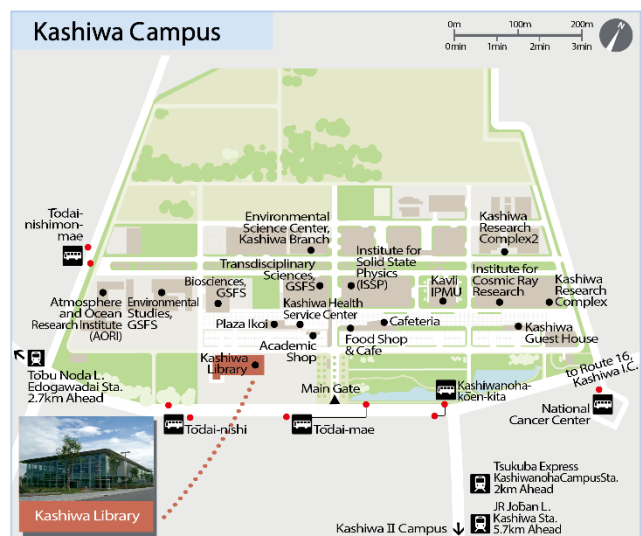 Kashiwa Campus
0m 100m 200m
0min 1min 2min 3min
N
Todai-
nishimon-
mae
Environmental
Science Center,
Kashiwa Branch
Kashiwa
Research
Complex2
Transdisciplinary
Sciences, GSFS
Institute for
Solid State
Physics
(ISSP)
Biosciences,
GSFS
Kavli
IPMU
Institute for
Cosmic Ray
Research
Kashiwa
Research
Complex
Atmosphere
and Ocean
Research Institute
(AORI)
Environmental
Studies,
GSFS
Kashiwa Health
Service Center
Plaza Ikoi
Cafeteria
Academic
Shop
Food Shop
& Cafe
Kashiwa
Guest House
Kashiwa
Library
Tobu Noda L.
Edogawadai Sta.
2.7km Ahead
Main Gate
Kashiwanoha-
kōen-kita
to Route 16,
Kashiwa I.C.
National
Cancer Center
Todai-nishi
Todai-mae
Tsukuba Express
KashiwanohaCampusSta.
2km Ahead
JR Joban L.
Kashiwa Sta.
5.7km Ahead
Kashiwa II Campus
Kashiwa Library